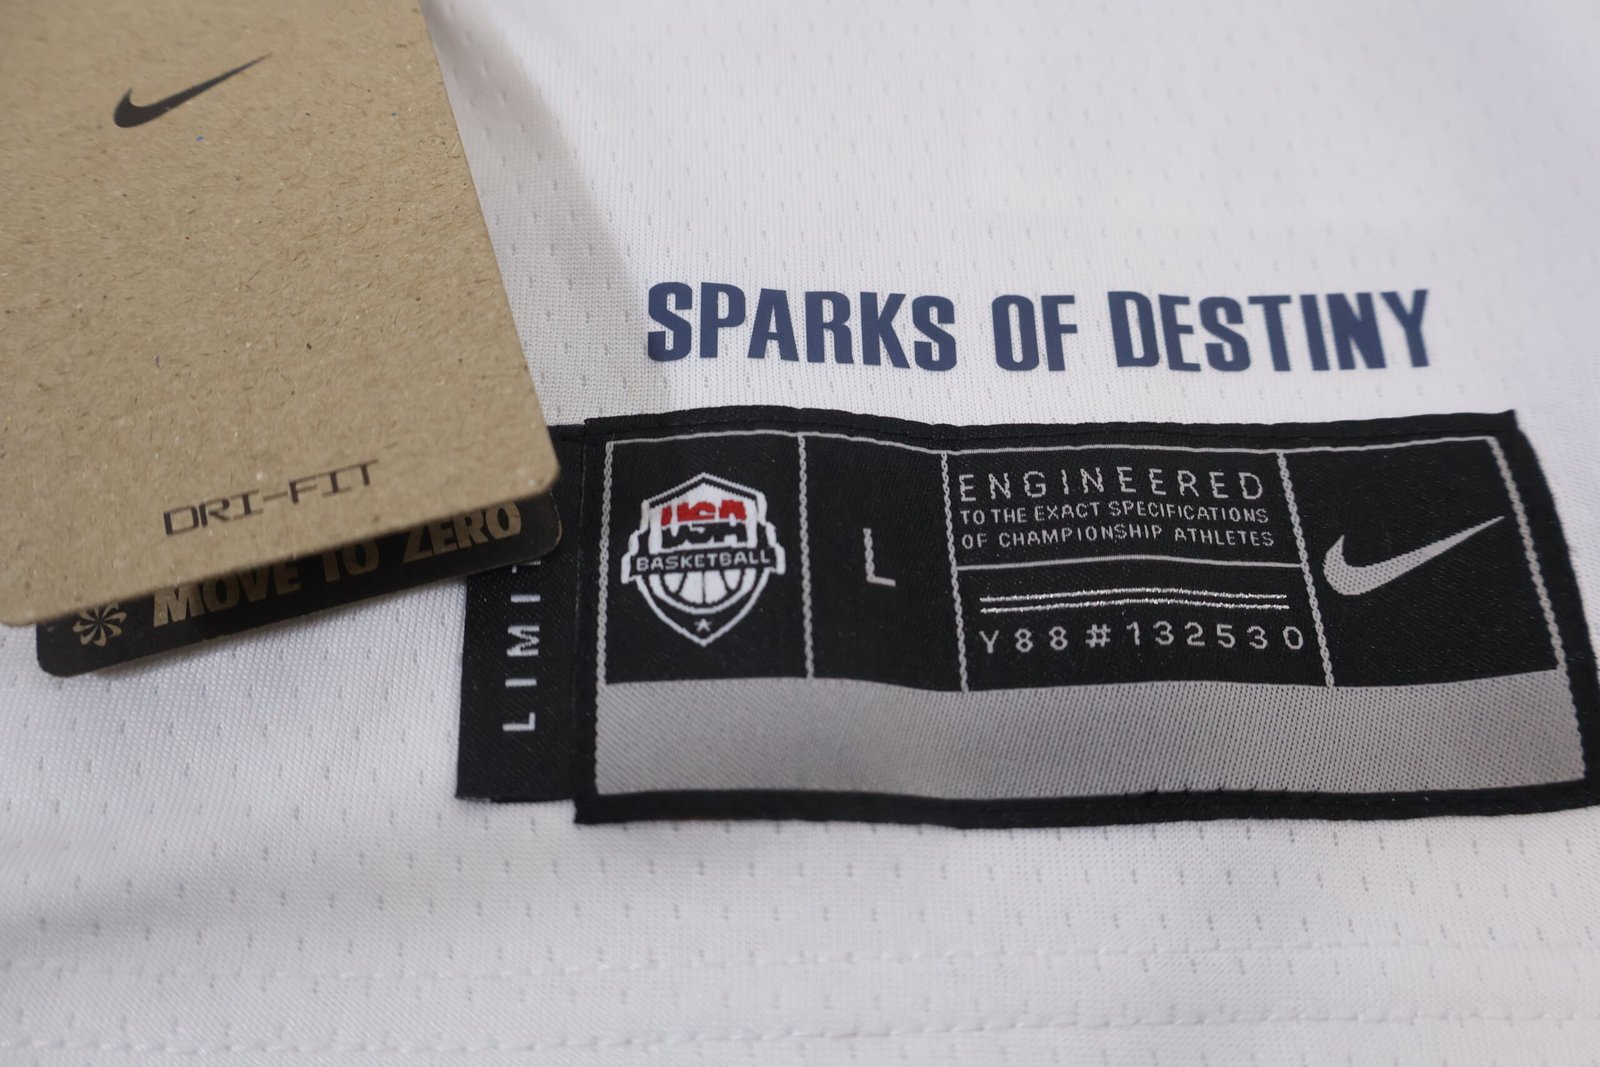 DRI-FIT
MOVE TO ZERO
SPARKS OF DESTINY
USA
BASKETBALL
L
ENGINEERED
TO THE EXACT SPECIFICATIONS
OF CHAMPIONSHIP ATHLETES
Y88#132530